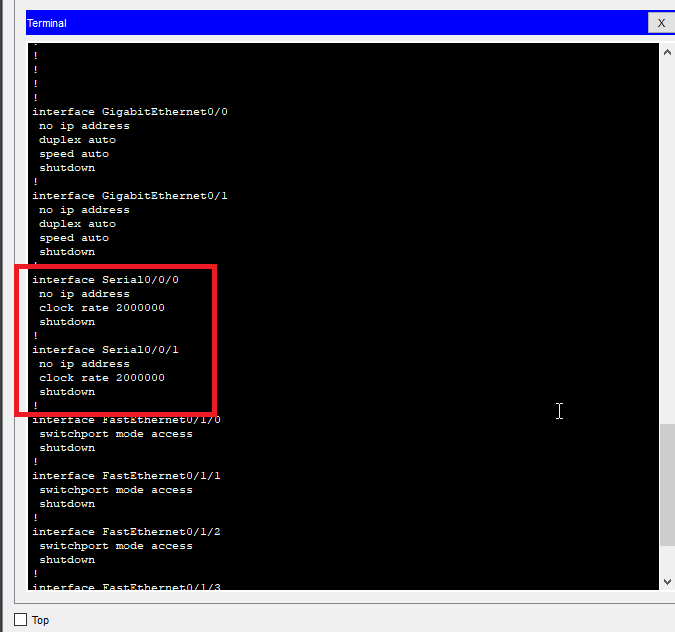 Terminal
X
!
!
!
!
!
interface GigabitEthernet0/0
no ip address
duplex auto
speed auto
shutdown
!
interface GigabitEthernet0/1
no ip address
duplex auto
speed auto
shutdown
!
interface Serial0/0/0
no ip address
clock rate 2000000
shutdown
!
interface Serial0/0/1
no ip address
clock rate 2000000
shutdown
!
interface FastEthernet0/1/0
switchport mode access
shutdown
!
interface FastEthernet0/1/1
switchport mode access
shutdown
!
interface FastEthernet0/1/2
switchport mode access
shutdown
!
interface FastEthernet0/1/3
Top